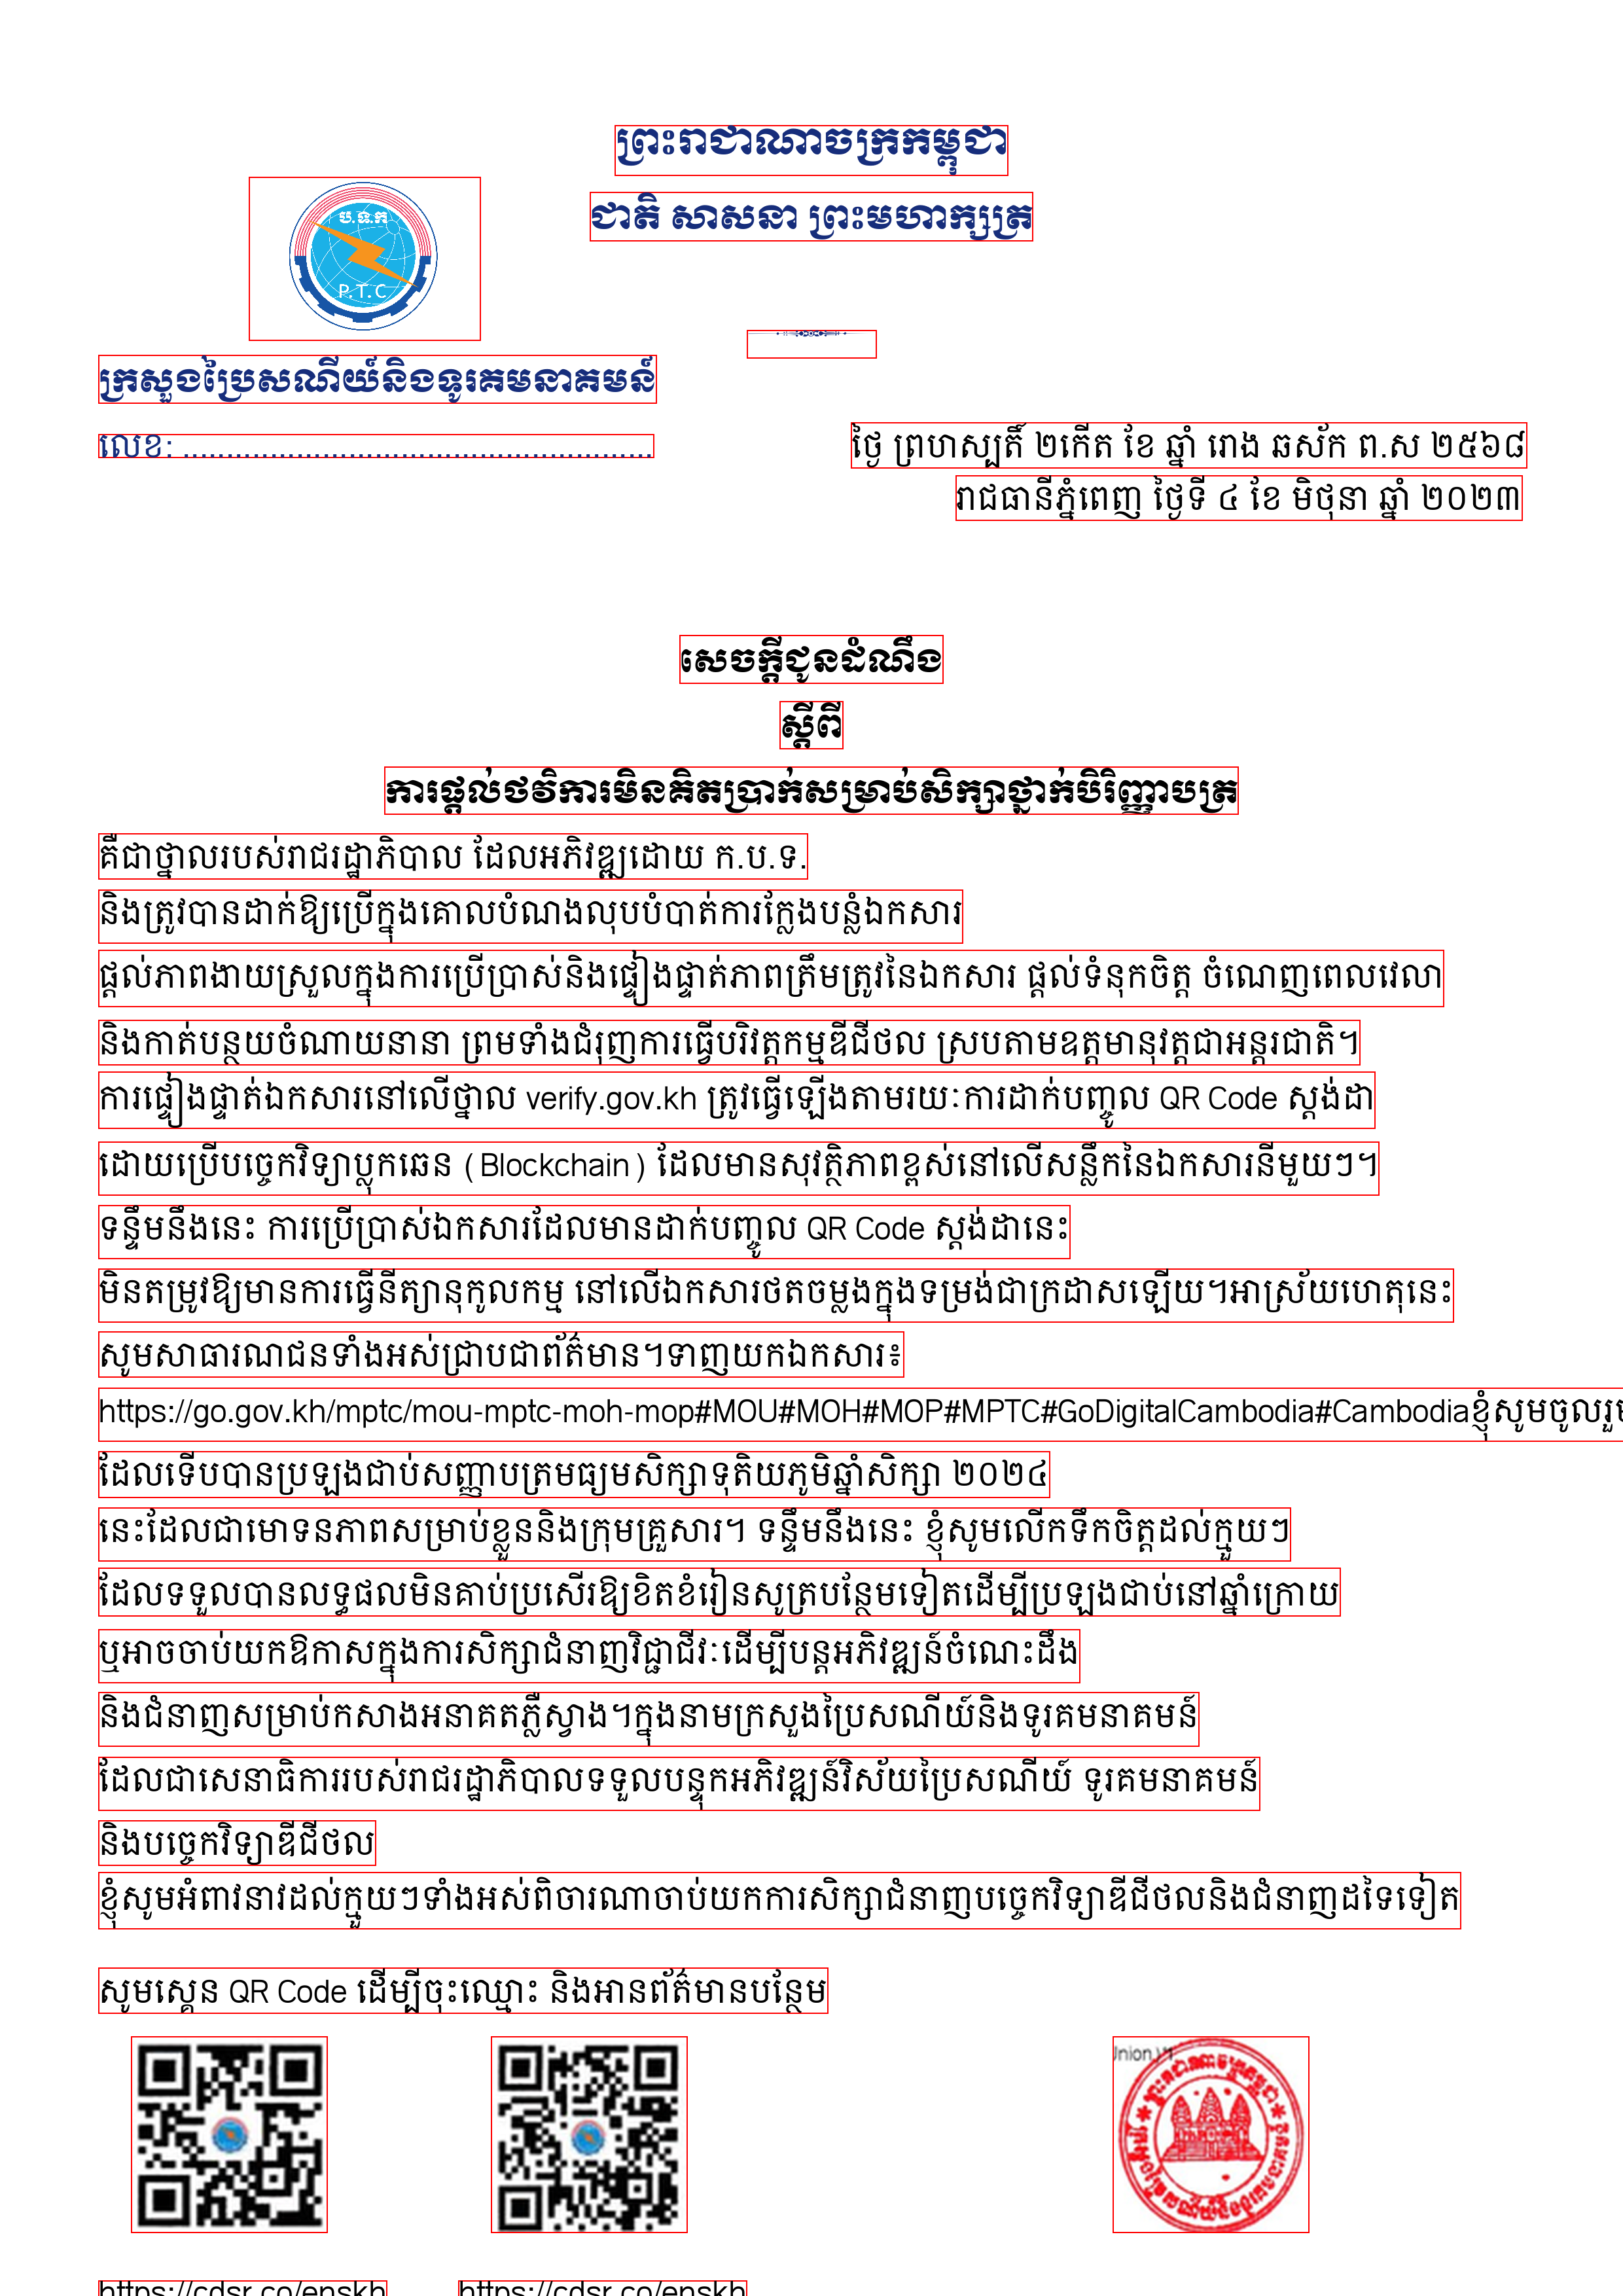 ព្រះរាជាណាចក្រកម្ពុជា
ជាតិ សាសនា ព្រះមហាក្សត្រ
ប.ទ.ក
P.T.C
ក្រសួងប្រៃសណីយ៍និងទូរគមនាគមន៍
លេខ: ......................................................
ថ្ងៃ ព្រហស្បតិ៍ ២កើត ខែ ឆ្នាំ រោង ឆស័ក ព.ស ២៥៦៨
រាជធានីភ្នំពេញ ថ្ងៃទី ៤ ខែ មិថុនា ឆ្នាំ ២០២៣
សេចក្តីជូនដំណឹង
ស្តីពី
ការផ្តល់ថវិការមិនគិតប្រាក់សម្រាប់សិក្សាថ្នាក់បិរិញ្ញាបត្រ
គឺជាថ្នាលរបស់រាជរដ្ឋាភិបាល ដែលអភិវឌ្ឍដោយ ក.ប.ទ.
និងត្រូវបានដាក់ឱ្យប្រើក្នុងគោលបំណងលុបបំបាត់ការក្លែងបន្លំឯកសារ
ផ្តល់ភាពងាយស្រួលក្នុងការប្រើប្រាស់និងផ្ទៀងផ្ទាត់ភាពត្រឹមត្រូវនៃឯកសារ ផ្តល់ទំនុកចិត្ត ចំណេញពេលវេលា
និងកាត់បន្ថយចំណាយនានា ព្រមទាំងជំរុញការធ្វើបរិវត្តកម្មឌីជីថល ស្របតាមឧត្តមានុវត្តជាអន្តរជាតិ។
ការផ្ទៀងផ្ទាត់ឯកសារនៅលើថ្នាល verify.gov.kh ត្រូវធ្វើឡើងតាមរយៈការដាក់បញ្ចូល QR Code ស្តង់ដា
ដោយប្រើបច្ចេកវិទ្យាប្លុកឆេន (Blockchain) ដែលមានសុវត្ថិភាពខ្ពស់នៅលើសន្លឹកនៃឯកសារនីមួយៗ។
ទន្ទឹមនឹងនេះ ការប្រើប្រាស់ឯកសារដែលមានដាក់បញ្ចូល QR Code ស្តង់ដានេះ
មិនតម្រូវឱ្យមានការធ្វើនីត្យានុកូលកម្ម នៅលើឯកសារថតចម្លងក្នុងទម្រង់ជាក្រដាសឡើយ។អាស្រ័យហេតុនេះ
សូមសាធារណជនទាំងអស់ជ្រាបជាព័ត៌មាន។ទាញយកឯកសារ៖
https://go.gov.kh/mptc/mou-mptc-moh-mop#MOU#MOH#MOP#MPTC#GoDigitalCambodia#Cambodiaខ្ញុំសូមចូលរួម
ដែលទើបបានប្រឡងជាប់សញ្ញាបត្រមធ្យមសិក្សាទុតិយភូមិឆ្នាំសិក្សា ២០២៤
នេះដែលជាមោទនភាពសម្រាប់ខ្លួននិងក្រុមគ្រួសារ។ ទន្ទឹមនឹងនេះ ខ្ញុំសូមលើកទឹកចិត្តដល់ក្មួយៗ
ដែលទទួលបានលទ្ធផលមិនគាប់ប្រសើរឱ្យខិតខំរៀនសូត្របន្ថែមទៀតដើម្បីប្រឡងជាប់នៅឆ្នាំក្រោយ
ឬអាចចាប់យកឱកាសក្នុងការសិក្សាជំនាញវិជ្ជាជីវៈដើម្បីបន្តអភិវឌ្ឍន៍ចំណេះដឹង
និងជំនាញសម្រាប់កសាងអនាគតភ្លឺស្វាង។ក្នុងនាមក្រសួងប្រៃសណីយ៍និងទូរគមនាគមន៍
ដែលជាសេនាធិការរបស់រាជរដ្ឋាភិបាលទទួលបន្ទុកអភិវឌ្ឍន៍វិស័យប្រៃសណីយ៍ ទូរគមនាគមន៍
និងបច្ចេកវិទ្យាឌីជីថល
ខ្ញុំសូមអំពាវនាវដល់ក្មួយៗទាំងអស់ពិចារណាចាប់យកការសិក្សាជំនាញបច្ចេកវិទ្យាឌីជីថលនិងជំនាញដទៃទៀត
សូមស្គេន QR Code ដើម្បីចុះឈ្មោះ និងអានព័ត៌មានបន្ថែម
https://cdsr.co/enskh
https://cdsr.co/enskh